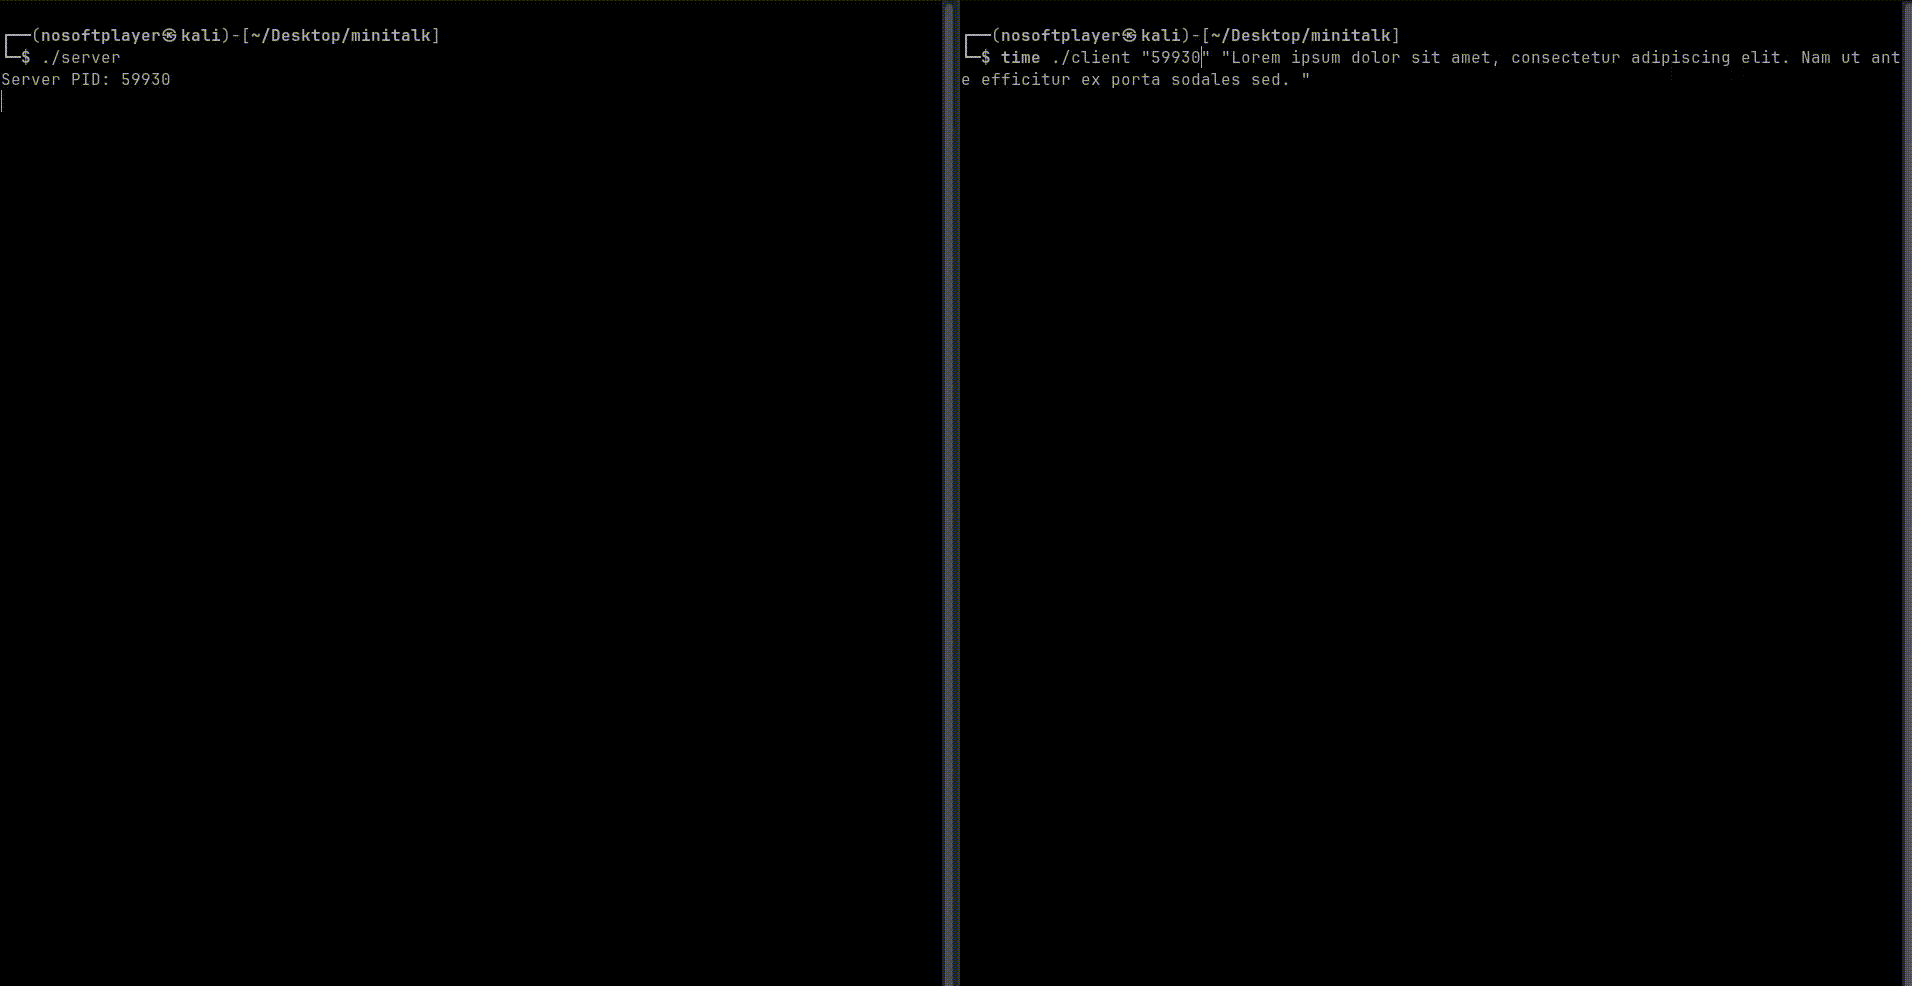 ┌──(nosoftplayer㉿kali)-[~/Desktop/minitalk]
└─$ ./server
Server PID: 59930
┌──(nosoftplayer㉿kali)-[~/Desktop/minitalk]
└─$ time ./client "59930" "Lorem ipsum dolor sit amet, consectetur adipiscing elit. Nam ut ant
e efficitur ex porta sodales sed. "